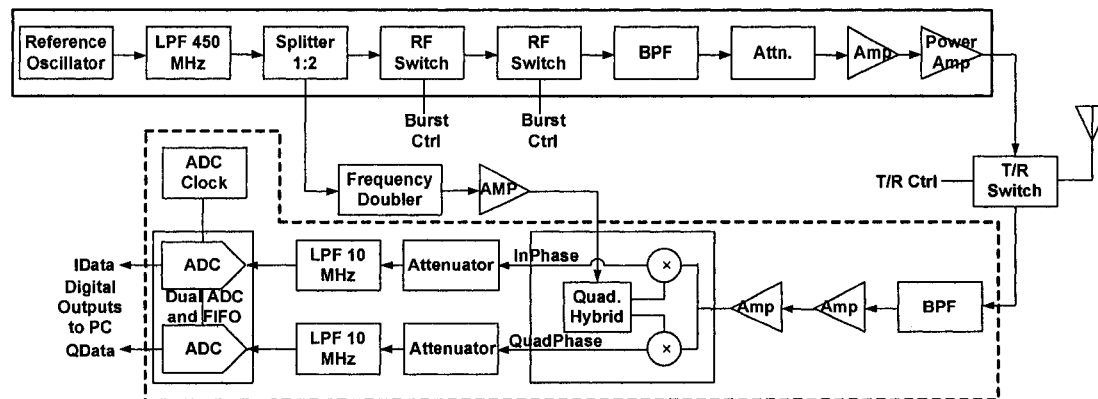 Reference
Oscillator
LPF 450
MHz
Splitter
1:2
RF
Switch
RF
Switch
BPF
Attn.
Amp
Power
Amp
Burst
Ctrl
Burst
Ctrl
ADC
Clock
Frequency
Doubler
AMP
T/R Ctrl
T/R
Switch
IData
Digital
Outputs
to PC
QData
ADC
Dual ADC
and FIFO
ADC
LPF 10
MHz
Attenuator
InPhase
×
Quad.
Hybrid
Amp
Amp
BPF
LPF 10
MHz
Attenuator
QuadPhase
×